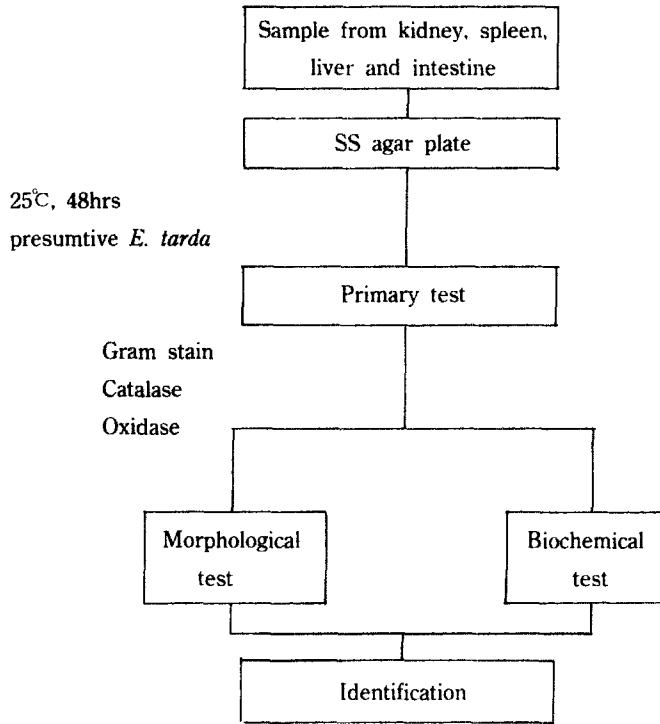 Sample from kidney, spleen,
liver and intestine
SS agar plate
25℃, 48hrs
presumtive E. tarda
Primary test
Gram stain
Catalase
Oxidase
Morphological
test
Biochemical
test
Identification